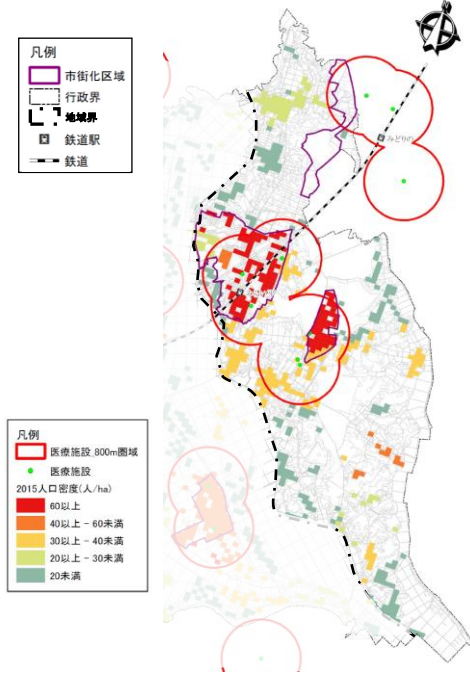 凡例
市街化区域
行政界
地域界
鉄道駅
鉄道
みどりの
凡例
医療施設_800m圏域
医療施設
2015人口密度(人/ha)
60以上
40以上 - 60未満
30以上 - 40未満
20以上 - 30未満
20未満